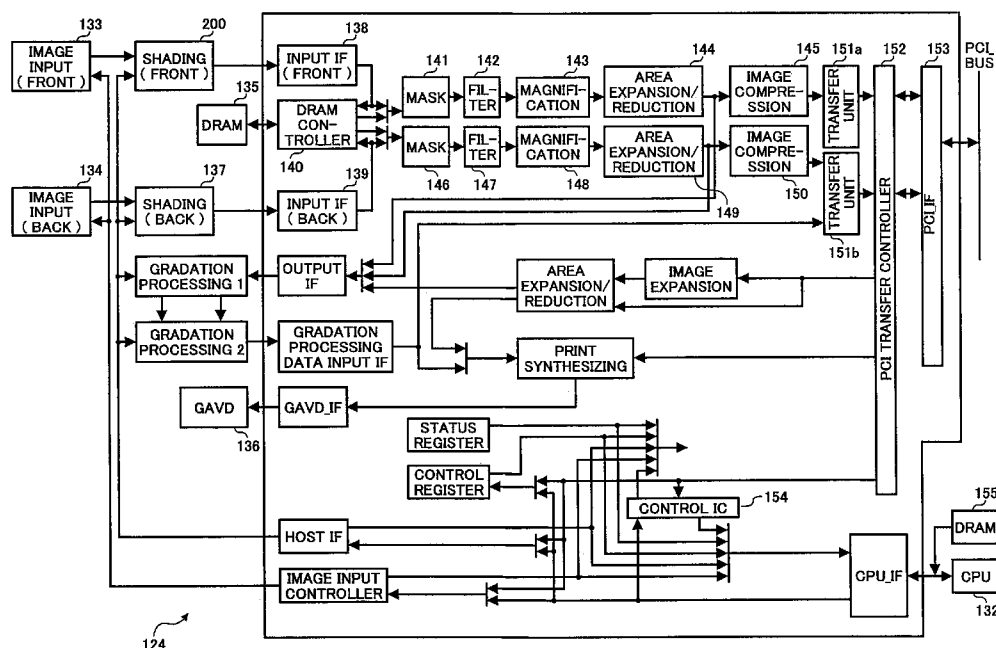 133
IMAGE
INPUT
(FRONT)
200
SHADING
(FRONT)
138
INPUT IF
(FRONT)
135
DRAM
DRAM
CON-
TROLLER
140
141
MASK
142
FIL-
TER
143
MAGNIFI-
CATION
144
AREA
EXPANSION/
REDUCTION
145
IMAGE
COMPRE-
SSION
151a
TRANSFER
UNIT
152
PCI TRANSFER CONTROLLER
153
PCI_IF
PCI_
BUS
MASK
146
FIL-
TER
147
MAGNIFI-
CATION
148
AREA
EXPANSION/
REDUCTION
149
IMAGE
COMPRE-
SSION
150
TRANSFER
UNIT
151b
134
IMAGE
INPUT
(BACK)
137
SHADING
(BACK)
139
INPUT IF
(BACK)
GRADATION
PROCESSING 1
OUTPUT
IF
AREA
EXPANSION/
REDUCTION
IMAGE
EXPANSION
GRADATION
PROCESSING 2
GRADATION
PROCESSING
DATA INPUT IF
PRINT
SYNTHESIZING
GAVD
136
GAVD_IF
STATUS
REGISTER
CONTROL
REGISTER
CONTROL IC
154
HOST IF
IMAGE INPUT
CONTROLLER
CPU_IF
155
DRAM
CPU
132
124